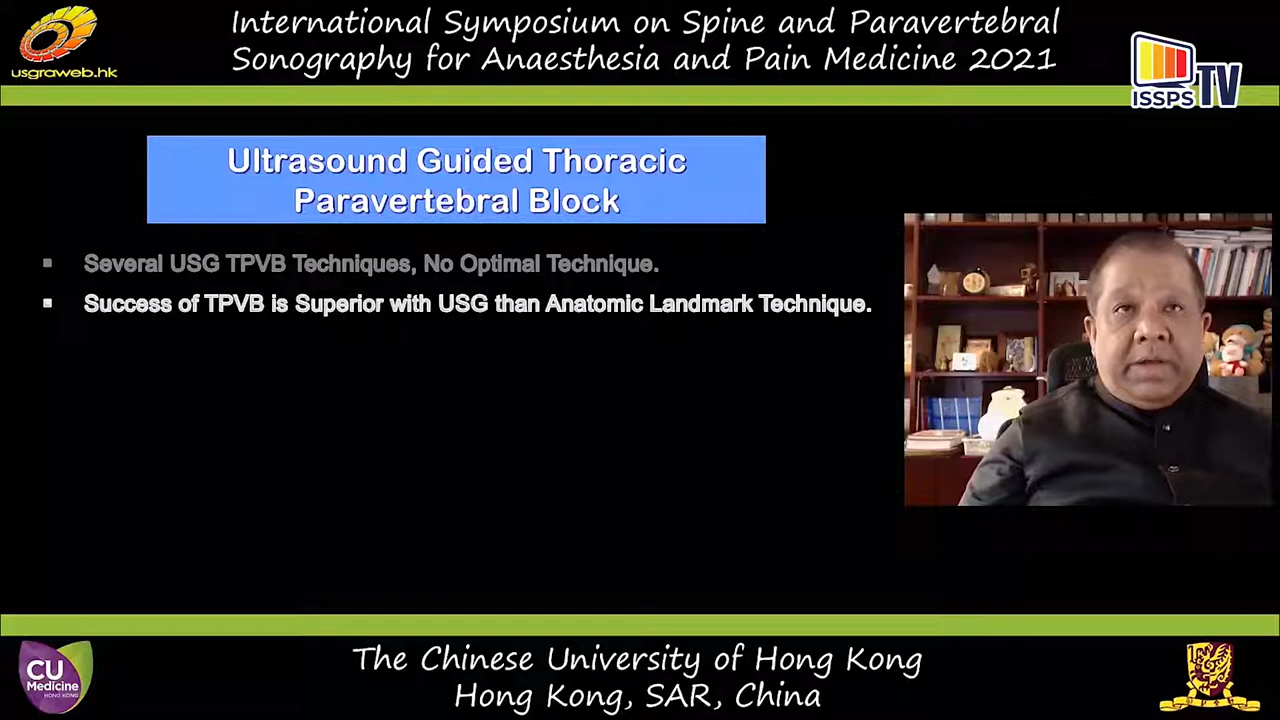 International Symposium on Spine and Paravertebral
Sonography for Anaesthesia and Pain Medicine 2021
usgraweb.hk
ISSPS TV
Ultrasound Guided Thoracic
Paravertebral Block
▪ Several USG TPVB Techniques, No Optimal Technique.
▪ Success of TPVB is Superior with USG than Anatomic Landmark Technique.
CU
Medicine
HONG KONG
The Chinese University of Hong Kong
Hong Kong, SAR, China